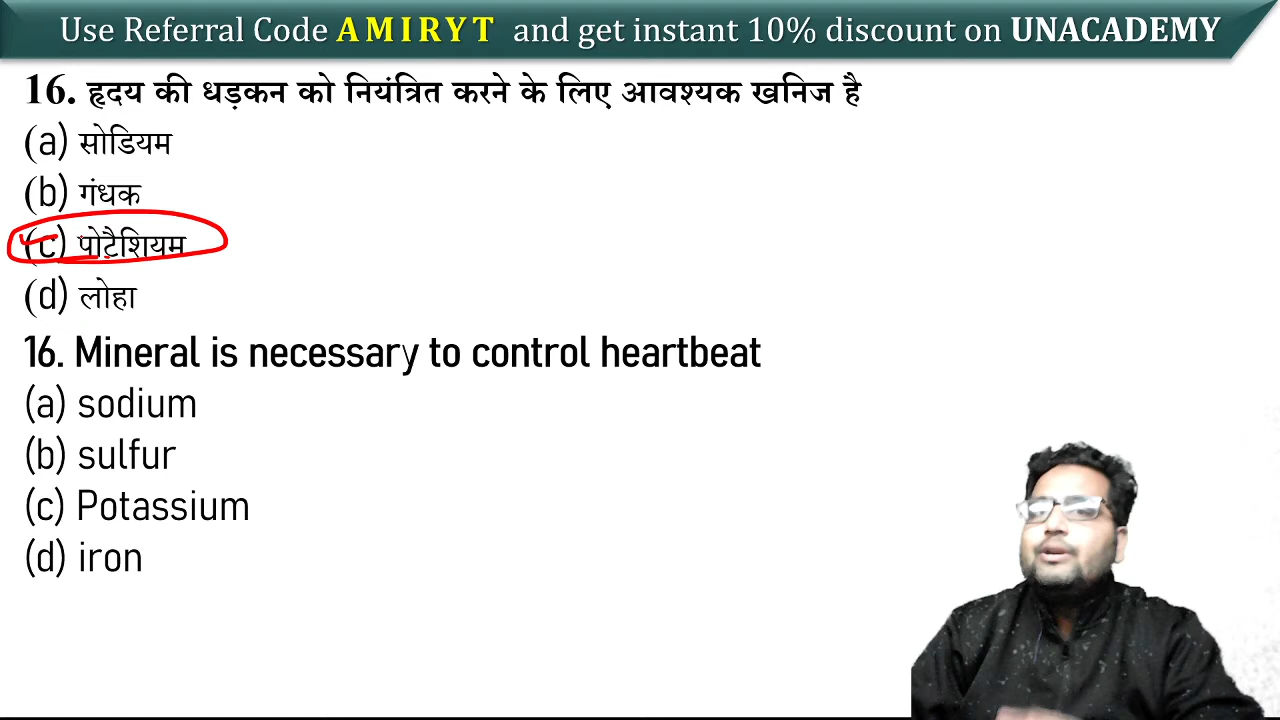 Use Referral Code AMIRYT and get instant 10% discount on UNACADEMY
16. हृदय की धड़कन को नियंत्रित करने के लिए आवश्यक खनिज है
(a) सोडियम
(b) गंधक
(c) पोटैशियम
(d) लोहा
16. Mineral is necessary to control heartbeat
(a) sodium
(b) sulfur
(c) Potassium
(d) iron